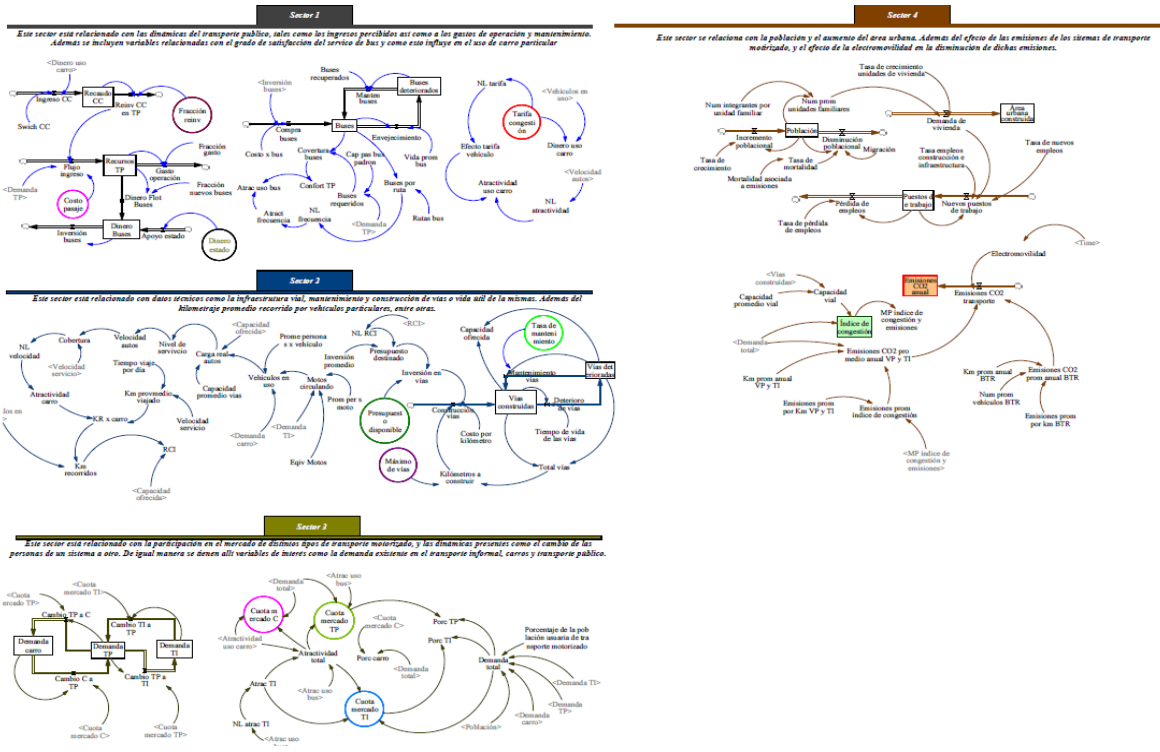 Sector 1
Este sector está relacionado con las dinámicas del transporte publico, tales como los ingresos percibidos asi como a los gastos de operación y mantenimiento.
Además se incluyen variables relacionadas con el grado de satisfacción del servico de bus y como esto influye en el uso de carro particular
<Dinero uso
carro>
Recaudo
CC
Ingreso CC
Reinv CC
en TP
Swich CC
Fracción
reinv
Fracción
gasto
Recursos
TP
Flujo
ingreso
Gasto
operación
<Demanda
TP>
Costo
pasaje
Dinero Flot
Buses
Fracción
nuevos buses
Dinero
Buses
Inversión
buses
Apoyo estado
Dinero
estado
<Inversión
buses>
Buses
recuperados
Manten
buses
Buses
deteriorados
Compra
buses
Buses
Envejecimiento
Costo x bus
Covertura
buses
Cap pas bus
padron
Vida prom
bus
Atrac uso bus
Confort TP
Buses
requeridos
Buses por
ruta
Atract
frecuencia
NL
frecuencia
<Demanda
TP>
Rutas bus
NL tarifa
<Vehículos en
uso>
Tarifa
congesti
ón
Efecto tarifa
vehículo
Dinero uso
carro
Atractividad
uso carro
<Velocidad
autos>
NL
atractividad
Sector 2
Este sector está relacionado con datos técnicos como la infraestrutura vial, mantenimiento y construcción de vías o vida útil de la mismas. Además del
kilometraje promedio recorrido por vehículos particulares, entre otras.
NL
velocidad
Cobertura
Velocidad
autos
Nivel de
servivcio
<Capacidad
ofrecida>
Carga real
autos
<Velocidad
servicio>
Tiempo viaje
por día
Atractividad
carro
Km provmedio
viajado
Capacidad
promedio vias
KR x carro
Velocidad
servicio
Km
recorridos
RCI
<Capacidad
ofrecida>
Prome persona
s x vehículo
Vehículos en
uso
Motos
circulando
<Demanda
carro>
<Demanda
TI>
Prom per x
moto
Eqiv Motos
NL
RCI
<RCI>
Inversión
promedio
Presupuesto
destinado
Inversión en
vías
Presupuest
o
disponible
Máximo
de vías
Capacidad
ofrecida
Tasa de
manteni
miento
Mantenimiento
vías
Vías det
erioradas
Vías
construidas
Construcción
vías
Deterioro
de vías
Costo por
kilómetro
Tiempo de vida
de las vías
Kilómetros a
construir
Total vías
Sector 3
Este sector está relacionado con la participación en el mercado de distintos tipos de transporte motorizado, y las dinámicas presentes como el cambio de las
personas de un sistema a otro. De igual manera se tienen allí variables de interés como la demanda existente en el transporte informal, carros y transporte público.
<Cuota
mercado TI>
Cambio TP a C
Cambio TI a
TP
Demanda
carro
Demanda
TP
Demanda
TI
Cambio C a
TP
Cambio TP a
TI
<Cuota
mercado C>
<Cuota
mercado TP>
<Demanda
total>
<Atrac uso
bus>
Cuota m
ercado C
Cuota
mercado
TP
<Atractividad
uso carro>
Atractividad
total
<Cuota
mercado C>
Porc TP
Porc TI
Porc carro
<Demanda
total>
Atrac TI
<Atrac uso
bus>
Cuota
mercado
TI
NL atrac TI
<Atrac uso
Porcentaje de la pob
lación usuaria de tra
nsporte motorizado
Demanda
total
<Demanda TI>
<Demanda
TP>
<Demanda
carro>
<Población>
Sector 4
Este sector se relaciona con la población y el aumento del área urbana. Además del efecto de las emisiones de los sitemas de transporte
motirizado, y el efecto de la electromovilidad en la disminución de dichas emisiones.
Tasa de crecimiento
unidades de vivienda
Num integrantes por
unidad familiar
Num prom
unidades familiares
Area
urbana
construida
Demanda de
vivienda
Población
Incremento
poblacional
Disminución
poblacional
Migración
Tasa de
crecimiento
Tasa de
mortalidad
Mortalidad asociada
a emisiones
Tasa empleos
construcción e
infraestructura
Tasa de nuevos
empleos
Puestos d
e trabajo
Pérdida de
empleos
Nuevos puestos
de trabajo
Tasa de pérdida
de empleos
<Time>
Electromovilidad
<Vías
construidas>
Capacidad
promedio vial
Capacidad
vial
Emisiones
CO2
anual
Emisiones CO2
transporte
MP índice de
congestión y
emisiones
Índice de
congestión
<Demanda
total>
Emisiones CO2 pro
medio anual VP y TI
Km prom anual
VP y TI
Km prom anual
BTR
Emisiones CO2
prom anual BTR
Num prom
vehículos BTR
Emisiones prom
por Km VP y TI
Emisiones prom
índice de congestión
Emisiones prom
por km BTR
<MP índice de
congestión y
emisiones>